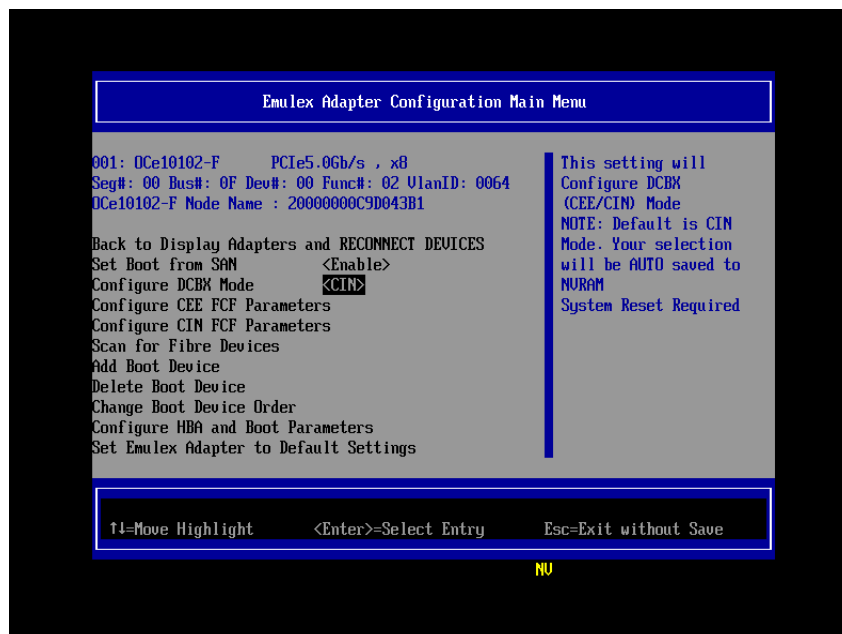 Emulex Adapter Configuration Main Menu
001: OCe10102-F PCIe5.0Gb/s , x8
Seg#: 00 Bus#: 0F Dev#: 00 Func#: 02 VlanID: 0064
OCe10102-F Node Name : 20000000C9D043B1
Back to Display Adapters and RECONNECT DEVICES
Set Boot from SAN <Enable>
Configure DCBX Mode <CIN>
Configure CEE FCF Parameters
Configure CIN FCF Parameters
Scan for Fibre Devices
Add Boot Device
Delete Boot Device
Change Boot Device Order
Configure HBA and Boot Parameters
Set Emulex Adapter to Default Settings
This setting will
Configure DCBX
(CEE/CIN) Mode
NOTE: Default is CIN
Mode. Your selection
will be AUTO saved to
NVRAM
System Reset Required
↑↓=Move Highlight <Enter>=Select Entry Esc=Exit without Save
NV